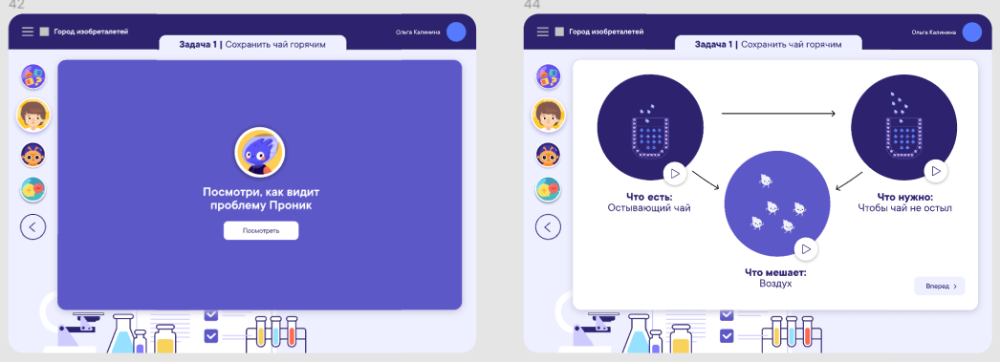 42
Город изобреталетей
Ольга Калинина
Задача 1 | Сохранить чай горячим
Посмотри, как видит
проблему Проник
Посмотреть
44
Город изобреталетей
Ольга Калинина
Задача 1 | Сохранить чай горячим
Что есть:
Остывающий чай
Что нужно:
Чтобы чай не остыл
Что мешает:
Воздух
Вперед